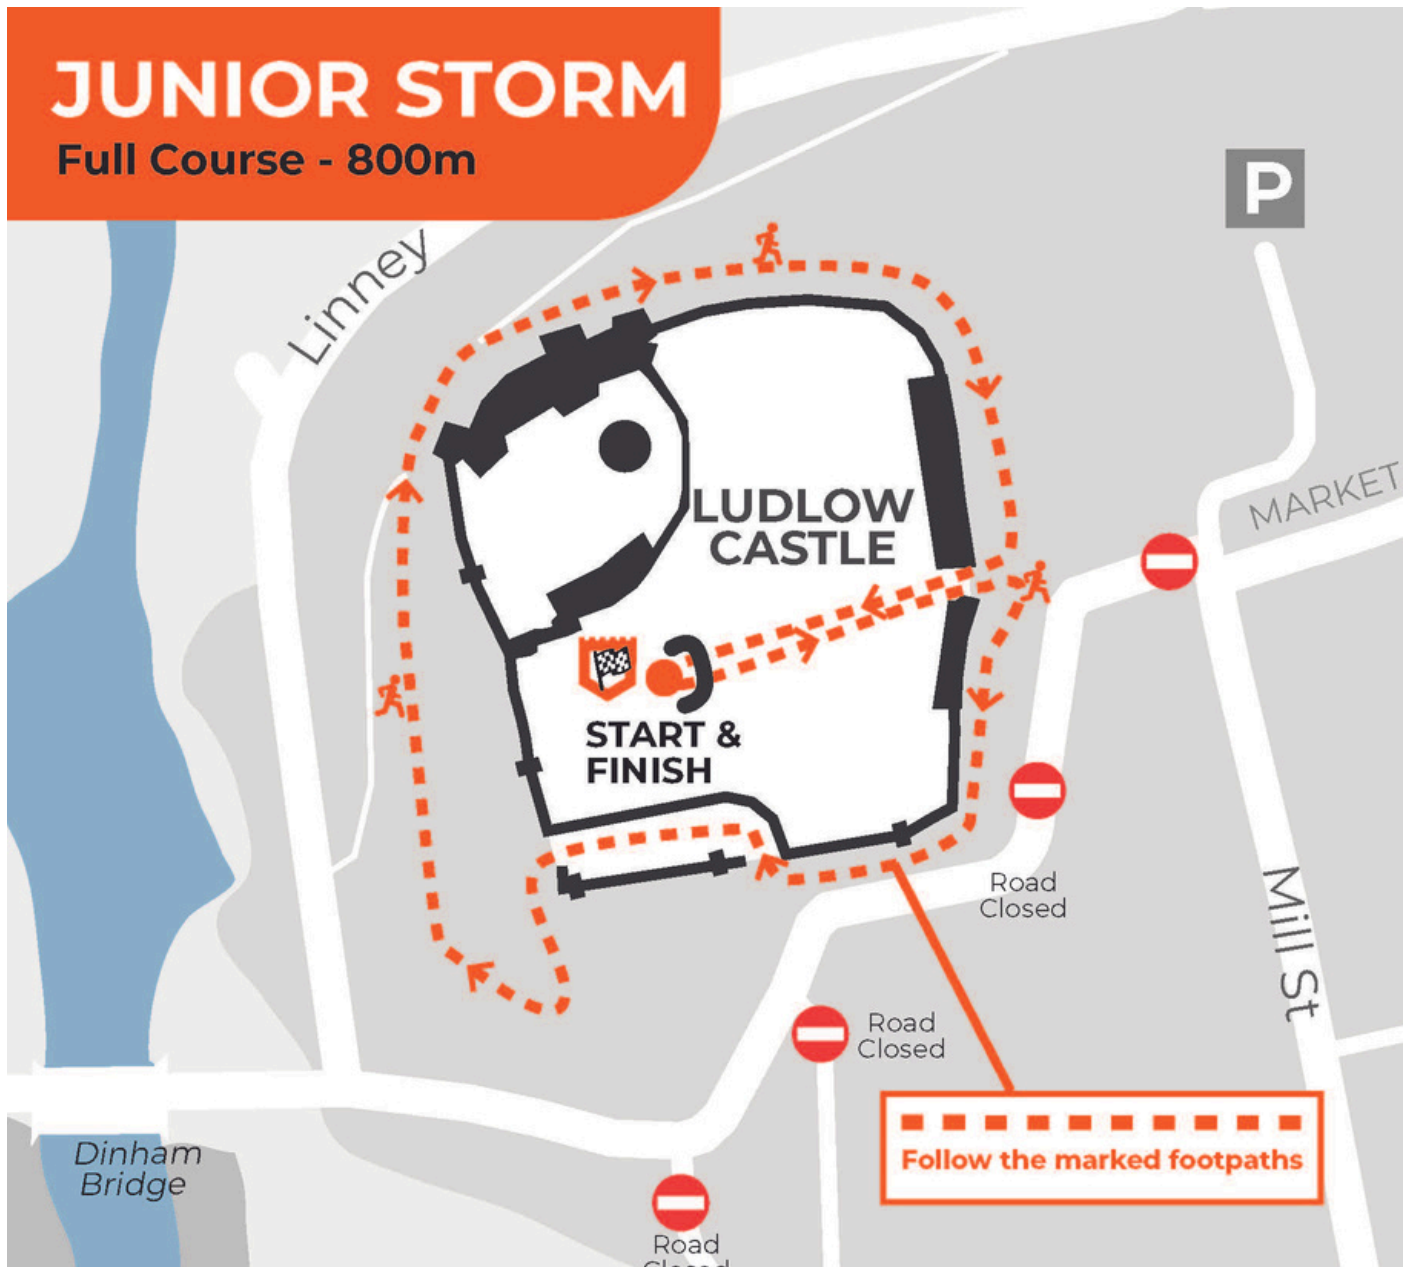 JUNIOR STORM
Full Course - 800m
Linney
P
MARKET
LUDLOW
CASTLE
START &
FINISH
Road
Closed
Mill St
Road
Closed
Follow the marked footpaths
Dinham
Bridge
Road
Closed